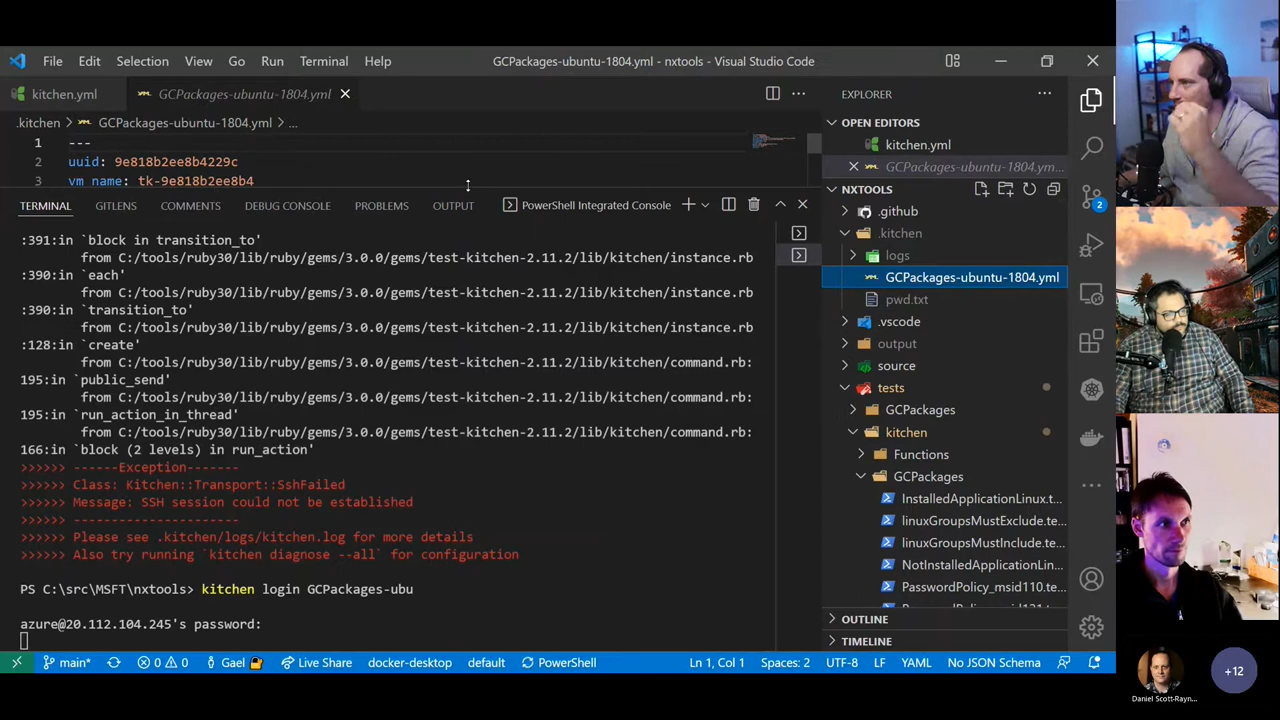 File Edit Selection View Go Run Terminal Help
GCPackages-ubuntu-1804.yml - nxtools - Visual Studio Code
kitchen.yml
GCPackages-ubuntu-1804.yml
.kitchen > GCPackages-ubuntu-1804.yml > ...
1 ---
2 uuid: 9e818b2ee8b4229c
3 vm_name: tk-9e818b2ee8b4
TERMINAL GITLENS COMMENTS DEBUG CONSOLE PROBLEMS OUTPUT PowerShell Integrated Console
:391:in `block in transition_to'
from C:/tools/ruby30/lib/ruby/gems/3.0.0/gems/test-kitchen-2.11.2/lib/kitchen/instance.rb
:390:in `each'
from C:/tools/ruby30/lib/ruby/gems/3.0.0/gems/test-kitchen-2.11.2/lib/kitchen/instance.rb
:390:in `transition_to'
from C:/tools/ruby30/lib/ruby/gems/3.0.0/gems/test-kitchen-2.11.2/lib/kitchen/instance.rb
:128:in `create'
from C:/tools/ruby30/lib/ruby/gems/3.0.0/gems/test-kitchen-2.11.2/lib/kitchen/command.rb:
195:in `public_send'
from C:/tools/ruby30/lib/ruby/gems/3.0.0/gems/test-kitchen-2.11.2/lib/kitchen/command.rb:
195:in `run_action_in_thread'
from C:/tools/ruby30/lib/ruby/gems/3.0.0/gems/test-kitchen-2.11.2/lib/kitchen/command.rb:
166:in `block (2 levels) in run_action'
>>>>>> ------Exception-------
>>>>>> Class: Kitchen::Transport::SshFailed
>>>>>> Message: SSH session could not be established
>>>>>> ----------------------
>>>>>> Please see .kitchen/logs/kitchen.log for more details
>>>>>> Also try running `kitchen diagnose --all` for configuration
PS C:\src\MSFT\nxtools> kitchen login GCPackages-ubu
azure@20.112.104.245's password:
EXPLORER
OPEN EDITORS
kitchen.yml
GCPackages-ubuntu-1804.ym...
NXTOOLS
.github
.kitchen
logs
GCPackages-ubuntu-1804.yml
pwd.txt
.vscode
output
source
tests
GCPackages
kitchen
Functions
GCPackages
InstalledApplicationLinux.t...
linuxGroupsMustExclude.te...
linuxGroupsMustInclude.te...
NotInstalledApplicationLin...
PasswordPolicy_msid110.te...
OUTLINE
TIMELINE
2
main* 0 0 Gael Live Share docker-desktop default PowerShell Ln 1, Col 1 Spaces: 2 UTF-8 LF YAML No JSON Schema
Daniel Scott-Rayn...
+12